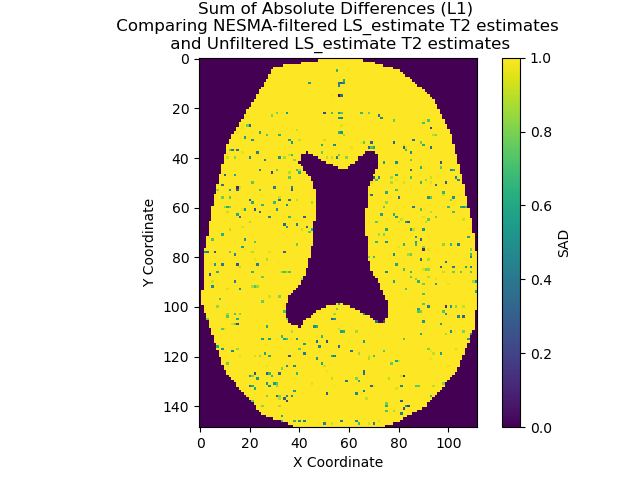 Sum of Absolute Differences (L1)
Comparing NESMA-filtered LS_estimate T2 estimates
and Unfiltered LS_estimate T2 estimates
0
20
40
60
80
100
120
140
Y Coordinate
0 20 40 60 80 100
X Coordinate
1.0
0.8
0.6
0.4
0.2
0.0
SAD